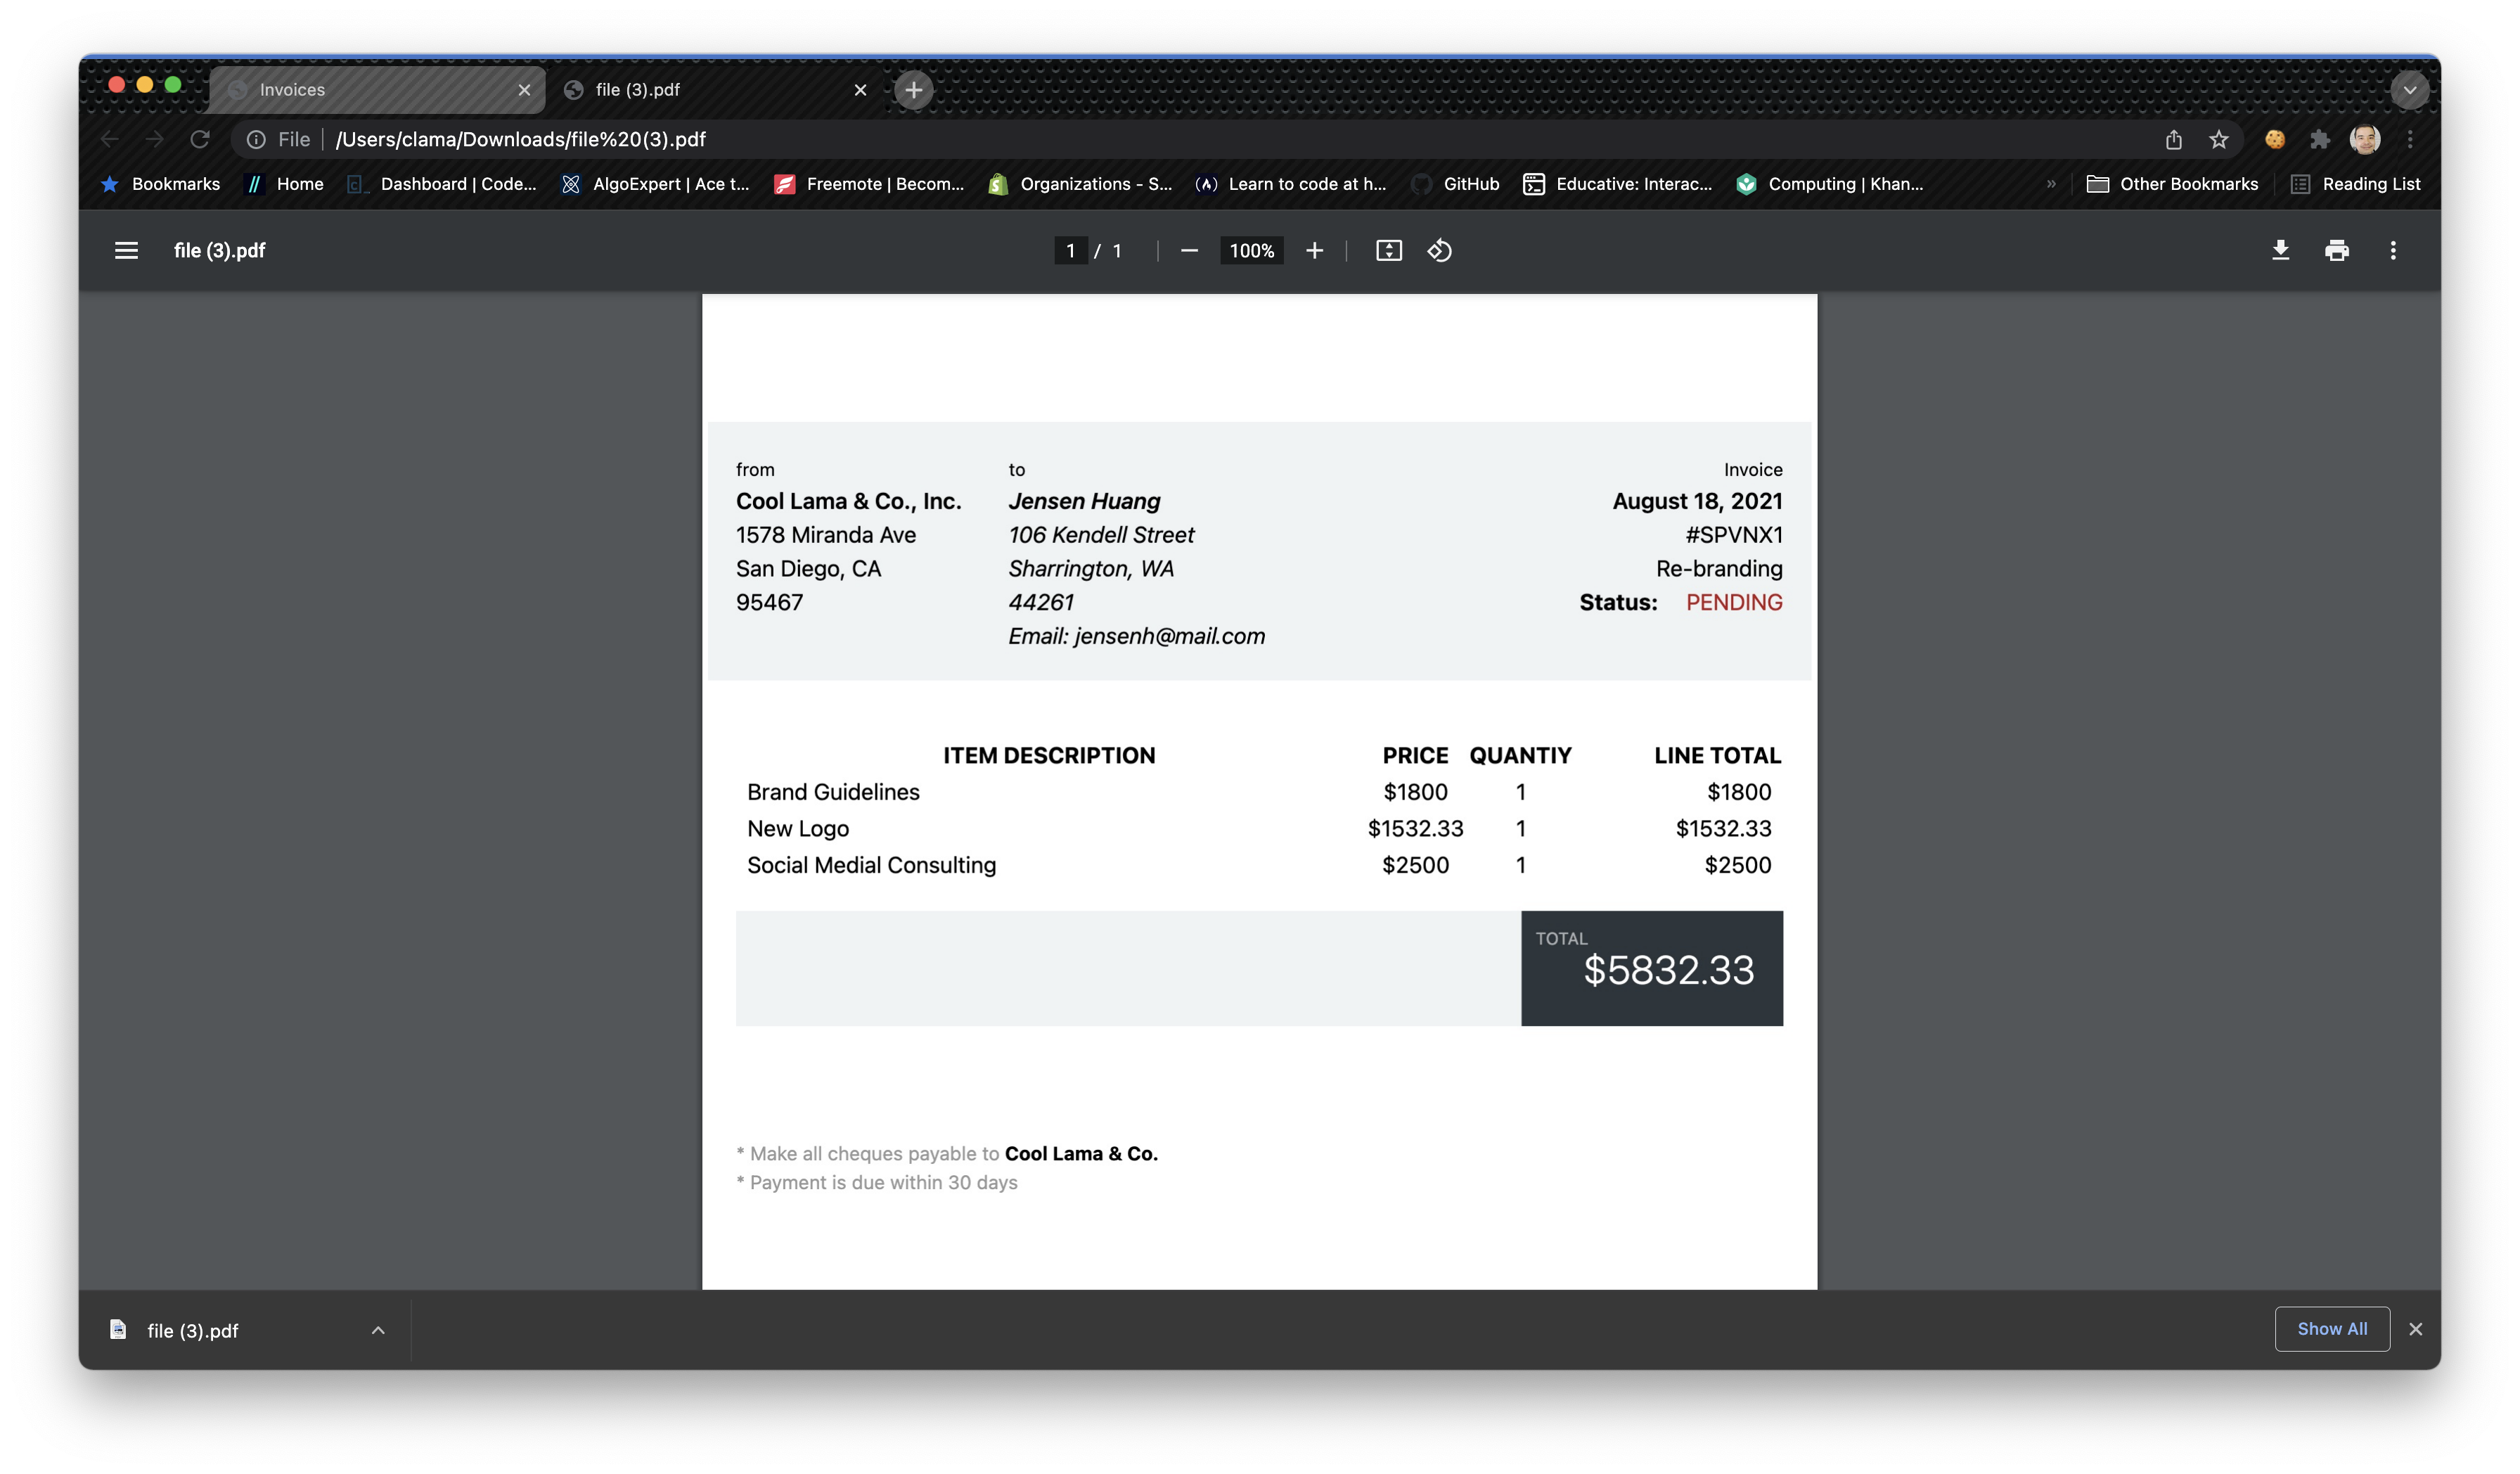 Invoices
file (3).pdf
File /Users/clama/Downloads/file%20(3).pdf
Bookmarks Home Dashboard | Code... AlgoExpert | Ace t... Freemote | Becom... Organizations - S... Learn to code at h... GitHub Educative: Interac... Computing | Khan... » Other Bookmarks Reading List
file (3).pdf 1 / 1 100%
from
Cool Lama & Co., Inc.
1578 Miranda Ave
San Diego, CA
95467
to
Jensen Huang
106 Kendell Street
Sharrington, WA
44261
Email: jensenh@mail.com
Invoice
August 18, 2021
#SPVNX1
Re-branding
Status: PENDING
ITEM DESCRIPTION PRICE QUANTIY LINE TOTAL
Brand Guidelines $1800 1 $1800
New Logo $1532.33 1 $1532.33
Social Medial Consulting $2500 1 $2500
TOTAL
$5832.33
* Make all cheques payable to Cool Lama & Co.
* Payment is due within 30 days
file (3).pdf
Show All